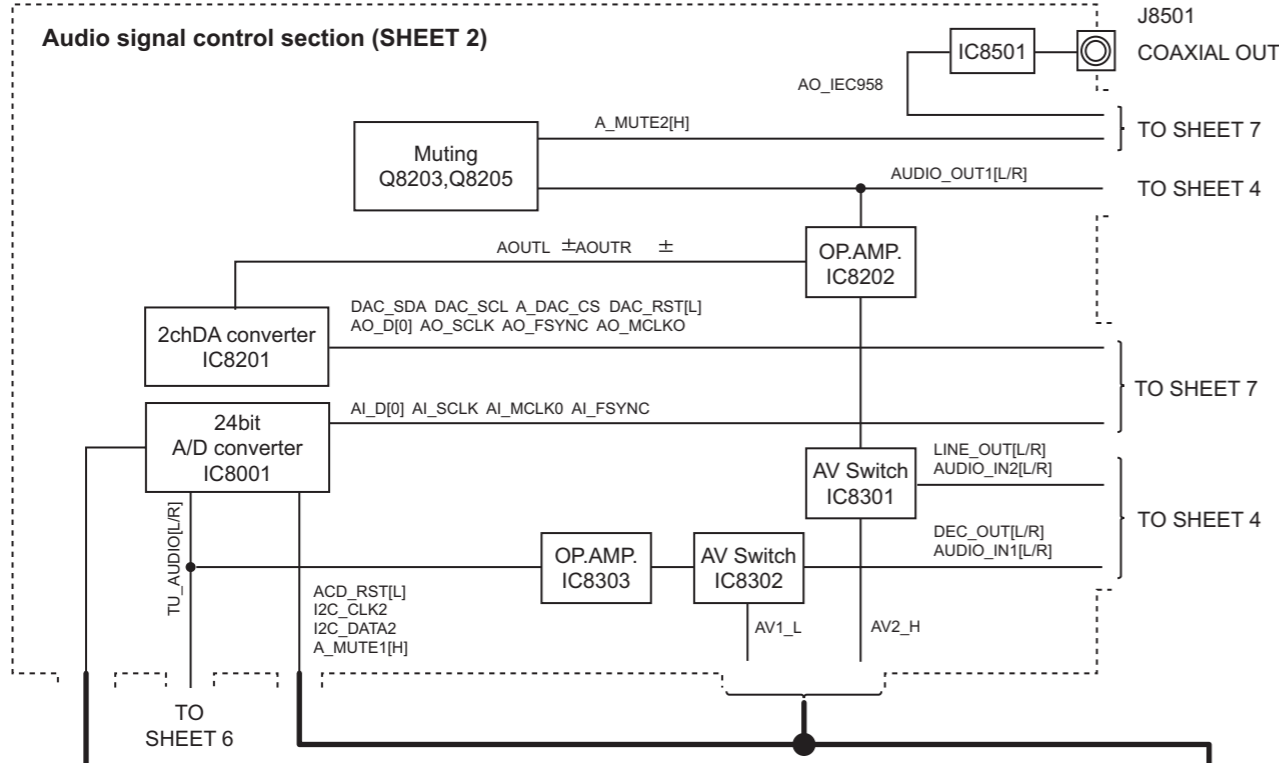 Audio signal control section (SHEET 2)
J8501
IC8501
COAXIAL OUT
AO_IEC958
A_MUTE2[H]
TO SHEET 7
Muting
Q8203,Q8205
AUDIO_OUT1[L/R]
TO SHEET 4
AOUTL ±AOUTR ±
OP.AMP.
IC8202
DAC_SDA DAC_SCL A_DAC_CS DAC_RST[L]
AO_D[0] AO_SCLK AO_FSYNC AO_MCLKO
2chDA converter
IC8201
TO SHEET 7
24bit
A/D converter
IC8001
AI_D[0] AI_SCLK AI_MCLK0 AI_FSYNC
AV Switch
IC8301
LINE_OUT[L/R]
AUDIO_IN2[L/R]
TO SHEET 4
DEC_OUT[L/R]
AUDIO_IN1[L/R]
OP.AMP.
IC8303
AV Switch
IC8302
TU_AUDIO[L/R]
ACD_RST[L]
I2C_CLK2
I2C_DATA2
A_MUTE1[H]
AV1_L
AV2_H
TO
SHEET 6